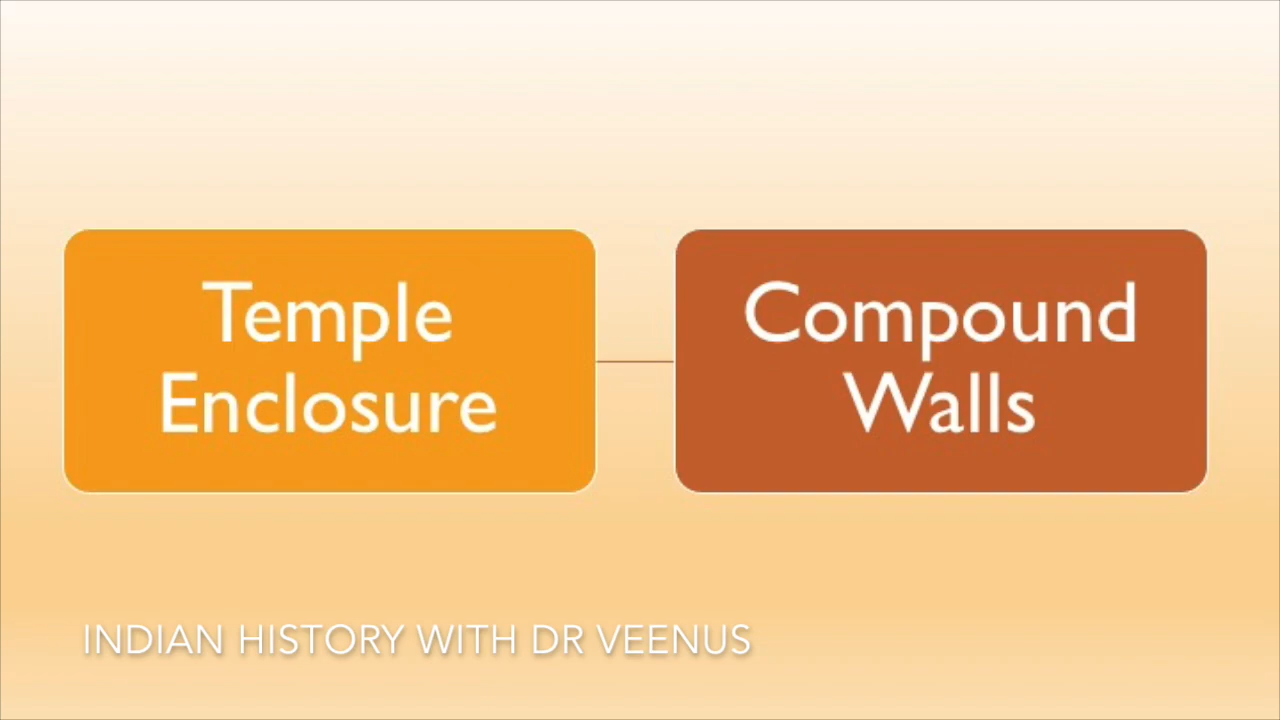 Temple
Enclosure
Compound
Walls
INDIAN HISTORY WITH DR VEENUS